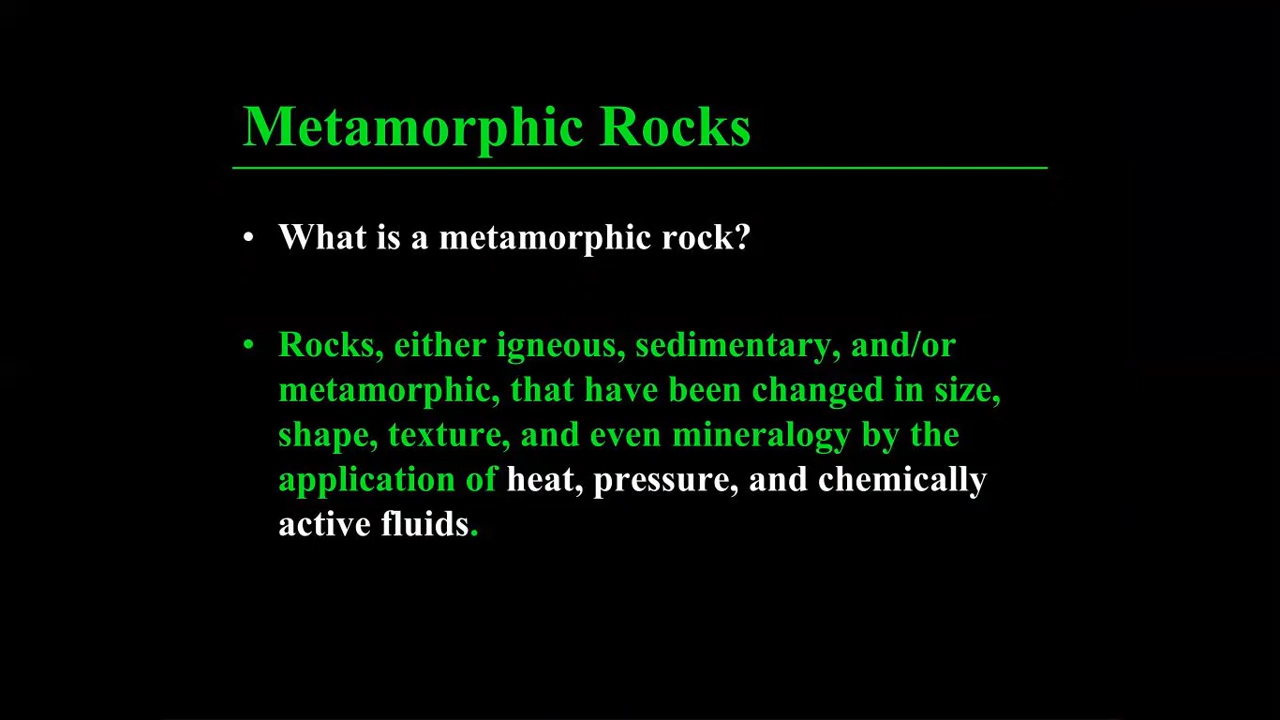 Metamorphic Rocks
• What is a metamorphic rock?
• Rocks, either igneous, sedimentary, and/or
metamorphic, that have been changed in size,
shape, texture, and even mineralogy by the
application of heat, pressure, and chemically
active fluids.